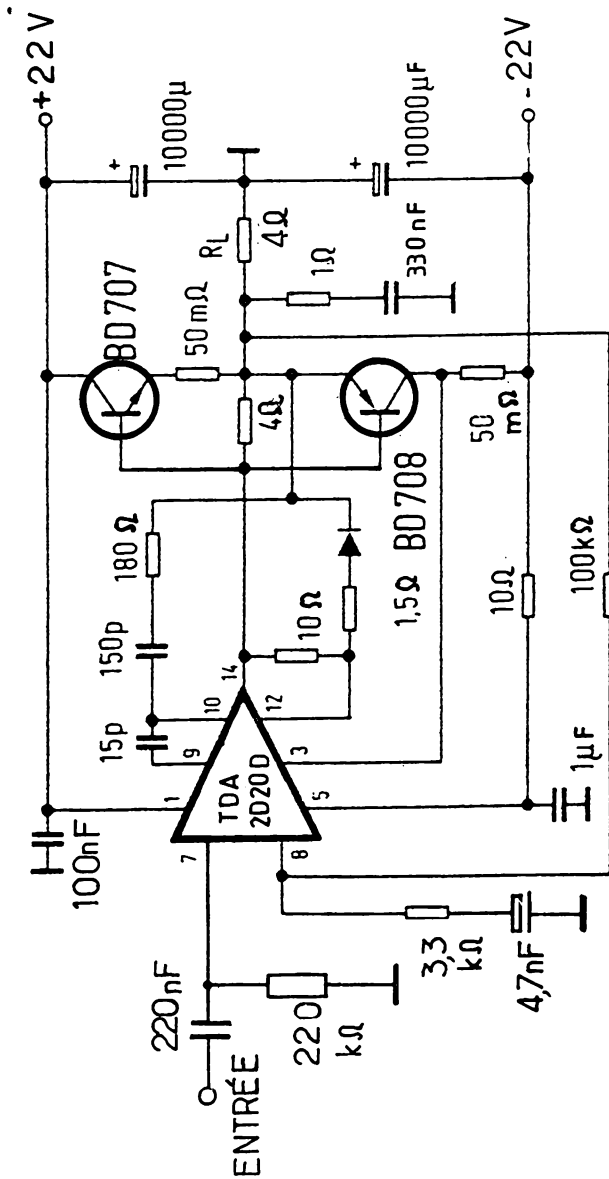 +22V
10000μ
+
BD707
50mΩ
RL
4Ω
4Ω
1Ω
330nF
+
10000μF
-22V
180Ω
150p
15p
100nF
10Ω
1,5Ω
BD708
50
mΩ
10Ω
100kΩ
1μF
TDA
2D20D
1
9
10
14
12
3
5
7
8
220nF
ENTRÉE
220
kΩ
3,3
kΩ
4,7nF